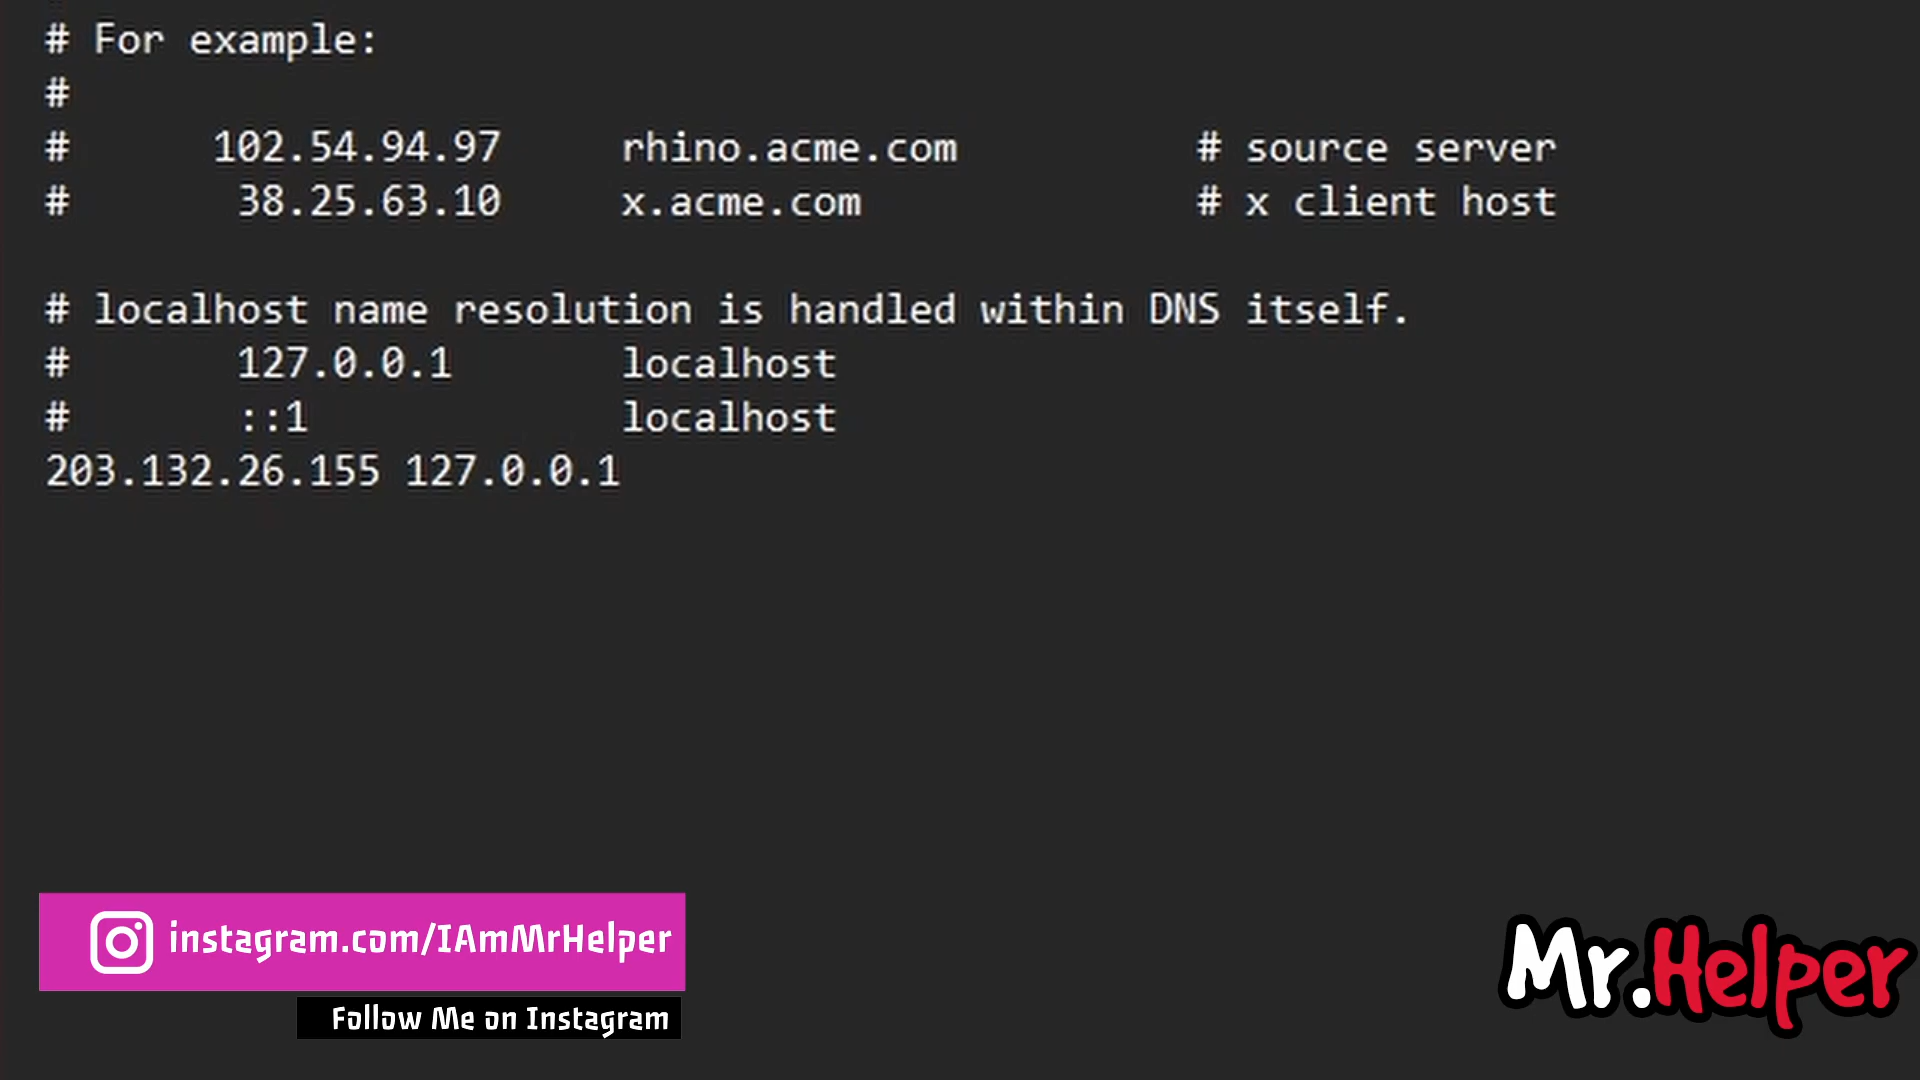 # For example:
#
#      102.54.94.97     rhino.acme.com          # source server
#       38.25.63.10     x.acme.com              # x client host
# localhost name resolution is handled within DNS itself.
#       127.0.0.1       localhost
#       ::1             localhost
203.132.26.155 127.0.0.1
instagram.com/IAmMrHelper
Follow Me on Instagram
Mr.Helper